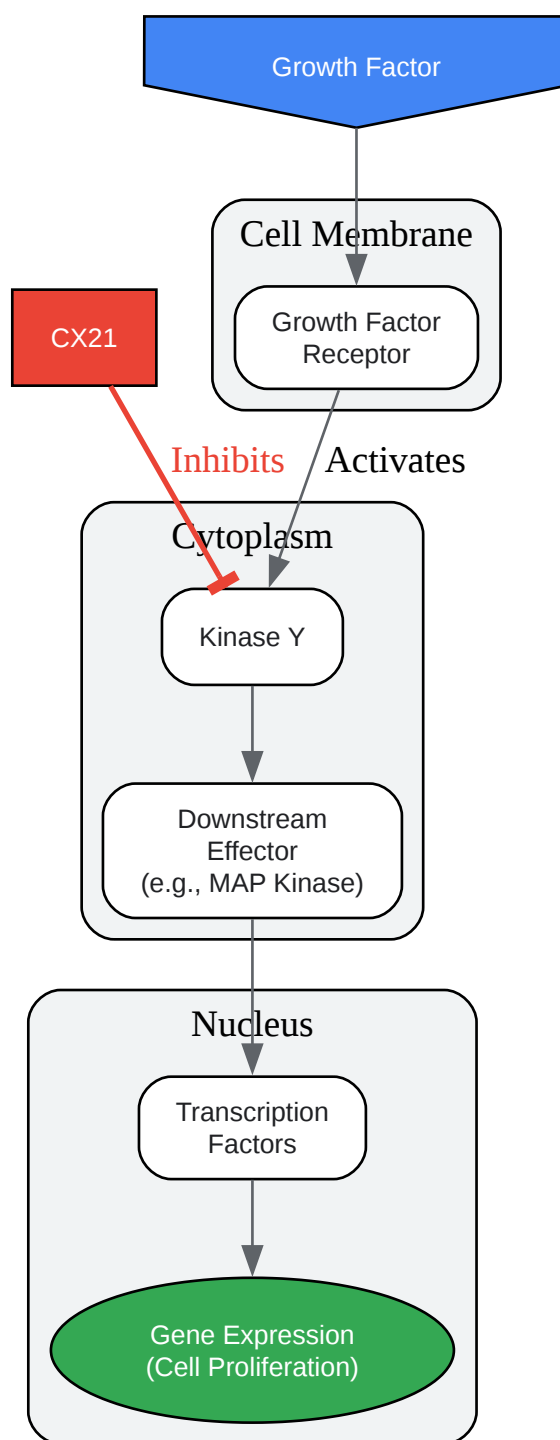 Growth Factor
Cell Membrane
Growth Factor
Receptor
CX21
Inhibits
Activates
Cytoplasm
Kinase Y
Downstream
Effector
(e.g., MAP Kinase)
Nucleus
Transcription
Factors
Gene Expression
(Cell Proliferation)